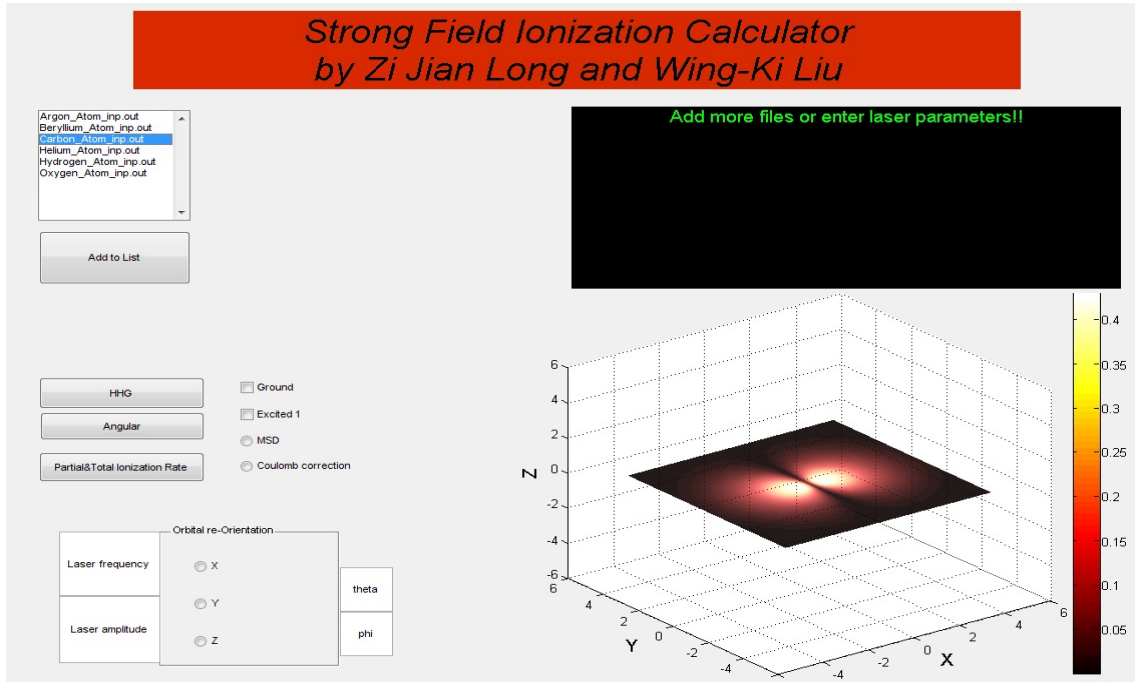 Strong Field Ionization Calculator
by Zi Jian Long and Wing-Ki Liu
Argon_Atom_inp.out
Beryllium_Atom_inp.out
Carbon_Atom_inp.out
Helium_Atom_inp.out
Hydrogen_Atom_inp.out
Oxygen_Atom_inp.out
Add to List
Add more files or enter laser parameters!!
HHG
Angular
Partial&Total Ionization Rate
Ground
Excited 1
MSD
Coulomb correction
Orbital re-Orientation
Laser frequency
Laser amplitude
X
Y
Z
theta
phi
6
4
2
0
-2
-4
-6
Z
6
4
2
0
-2
-4
Y
-4
-2
0
2
4
6
X
0.4
0.35
0.3
0.25
0.2
0.15
0.1
0.05